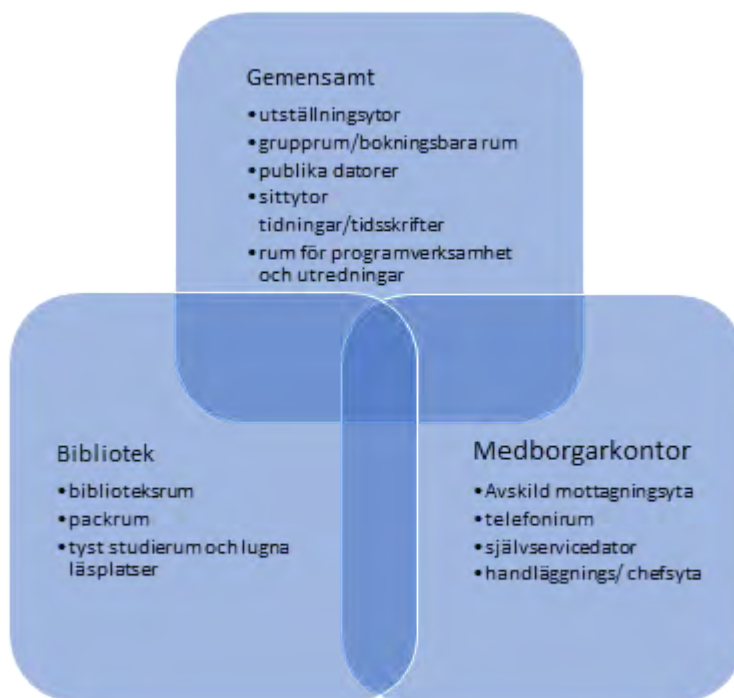 Gemensamt
•utställningsytor
•grupprum/bokningsbara rum
•publika datorer
•sittytor
tidningar/tidsskrifter
•rum för programverksamhet
och utredningar
Bibliotek
•biblioteksrum
•packrum
•tyst studierum och lugna
läsplatser
Medborgarkontor
•Avskild mottagningsyta
•telefonirum
•självservicedator
•handläggnings/ chefsyta